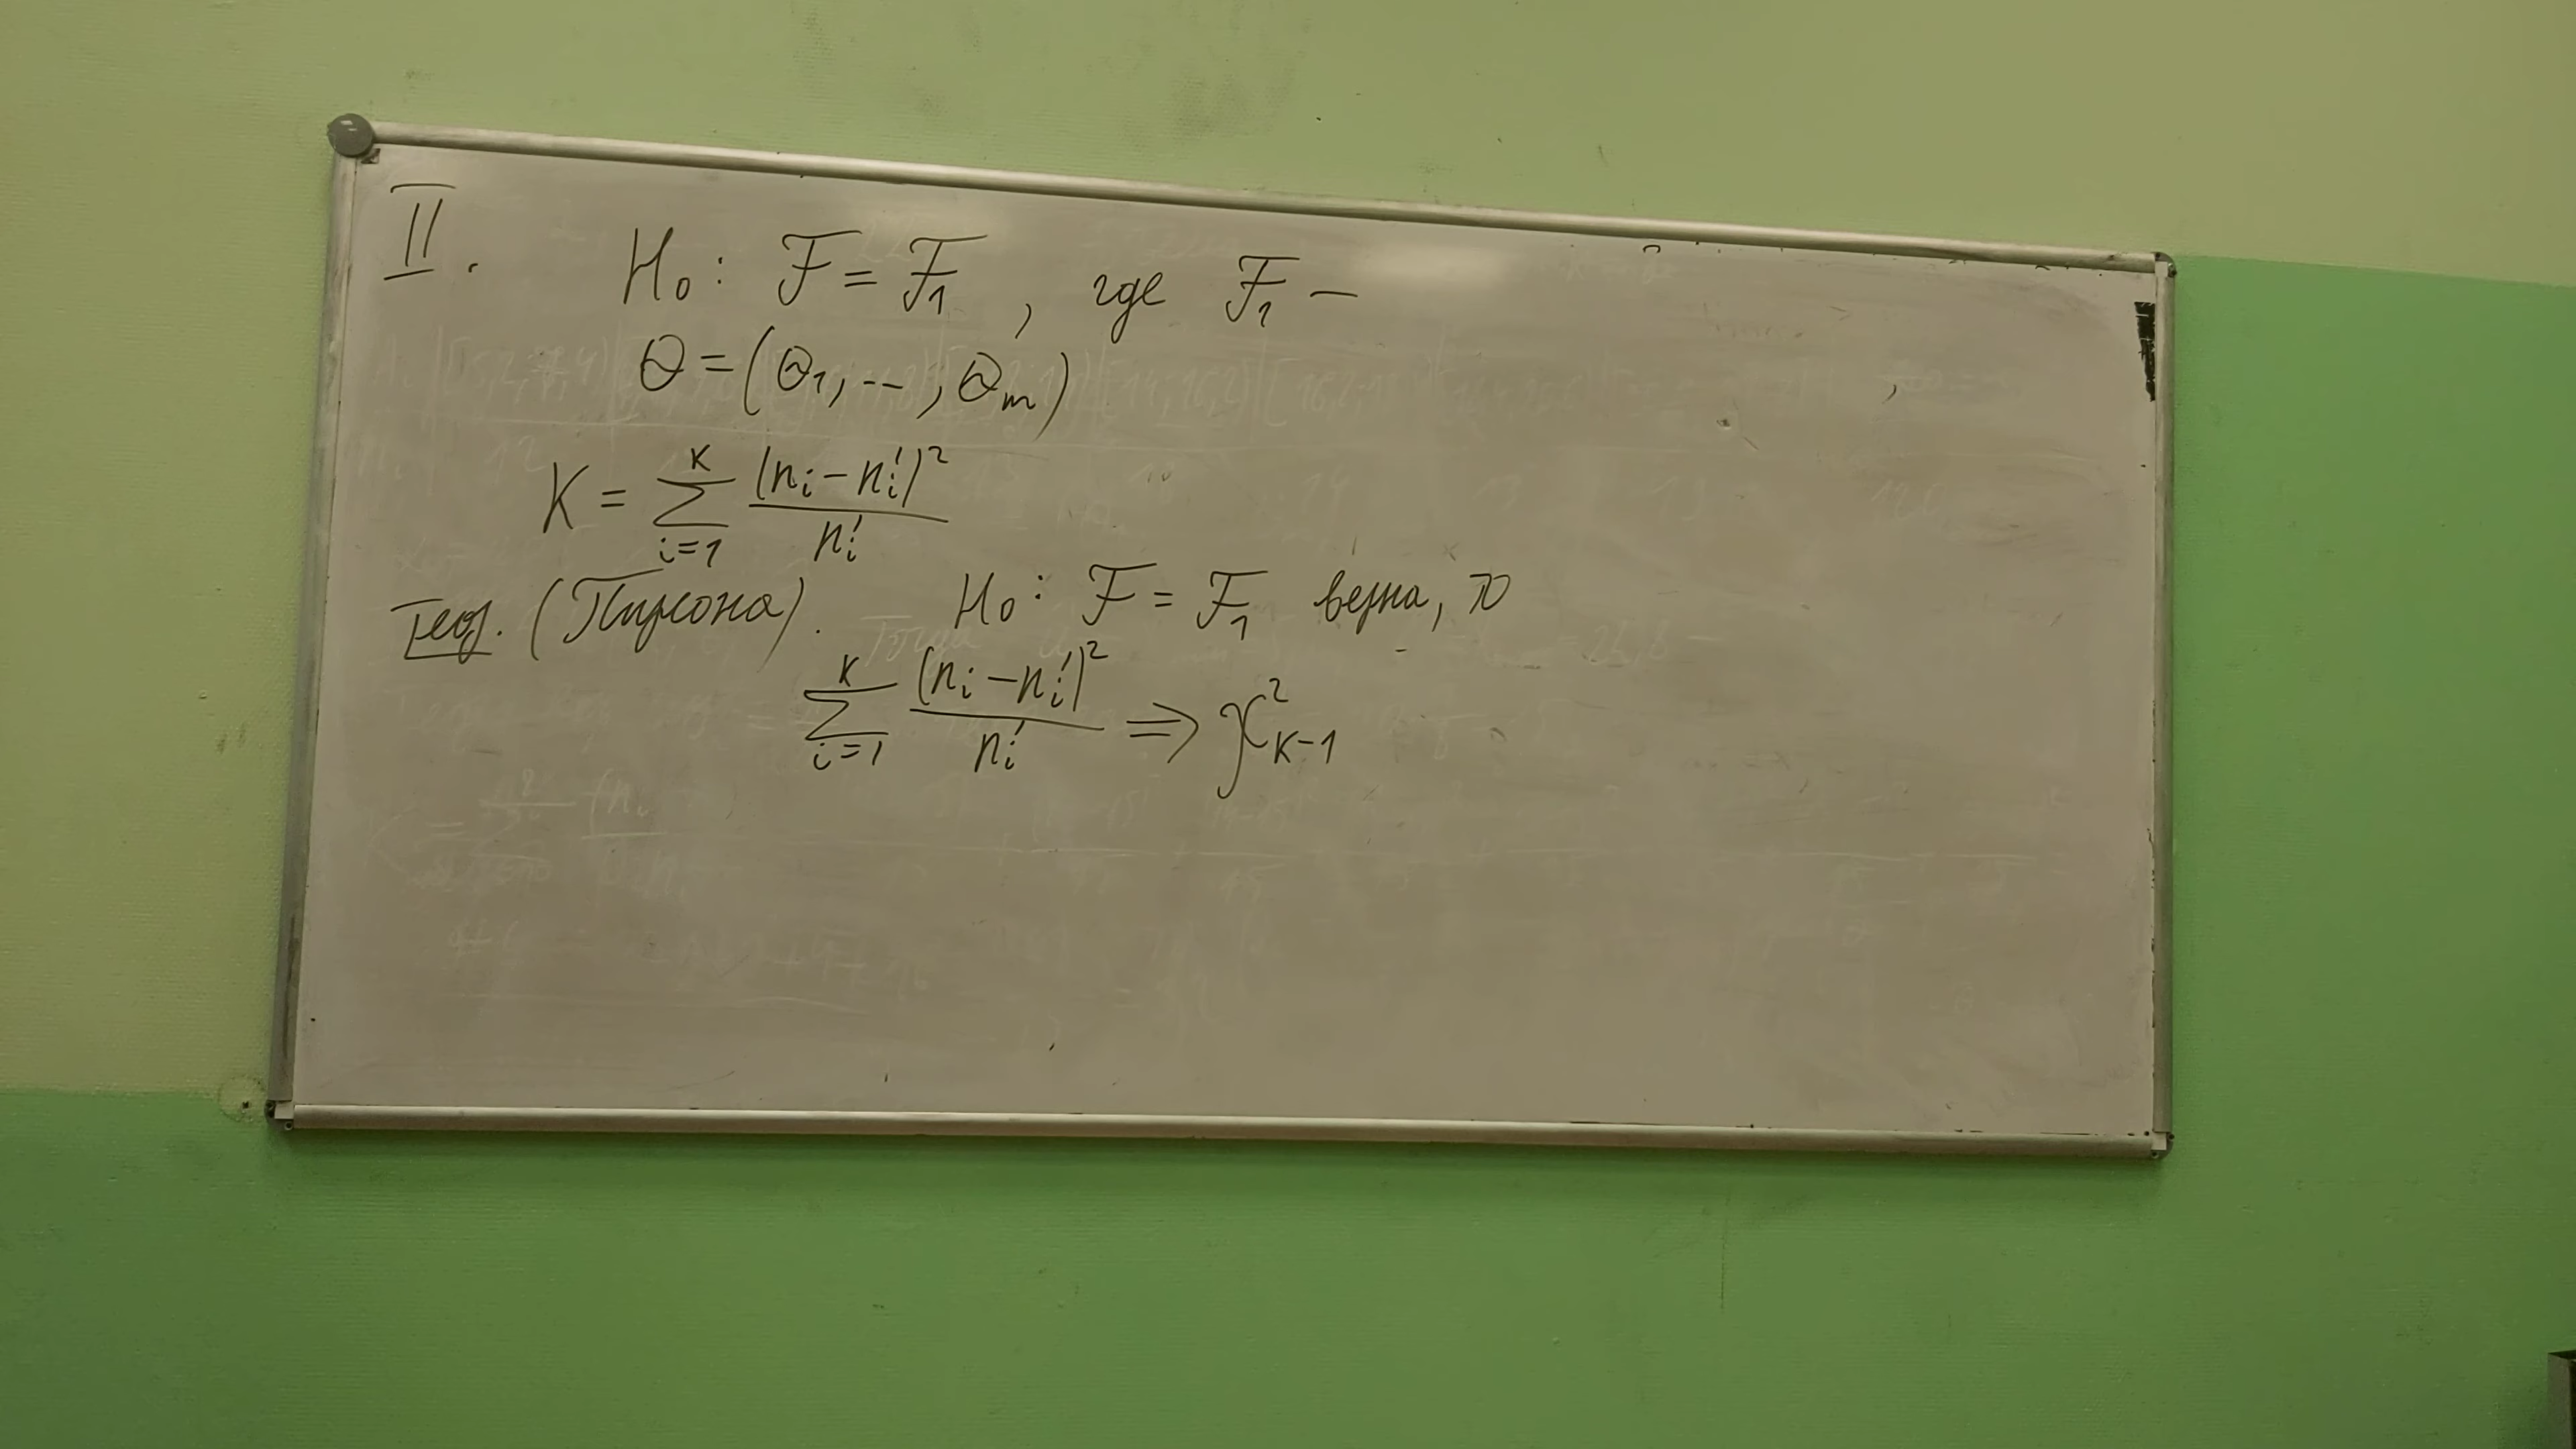 II. H₀: F = F₁, где F₁ —
θ = (θ₁, ..., θₘ)
K = ∑_{i=1}^{K} (nᵢ − nᵢ′)² / nᵢ′
Теор. (Пирсона). H₀: F = F₁ верна, то
∑_{i=1}^{K} (nᵢ − nᵢ′)² / nᵢ′ ⇒ χ²_{K−1}